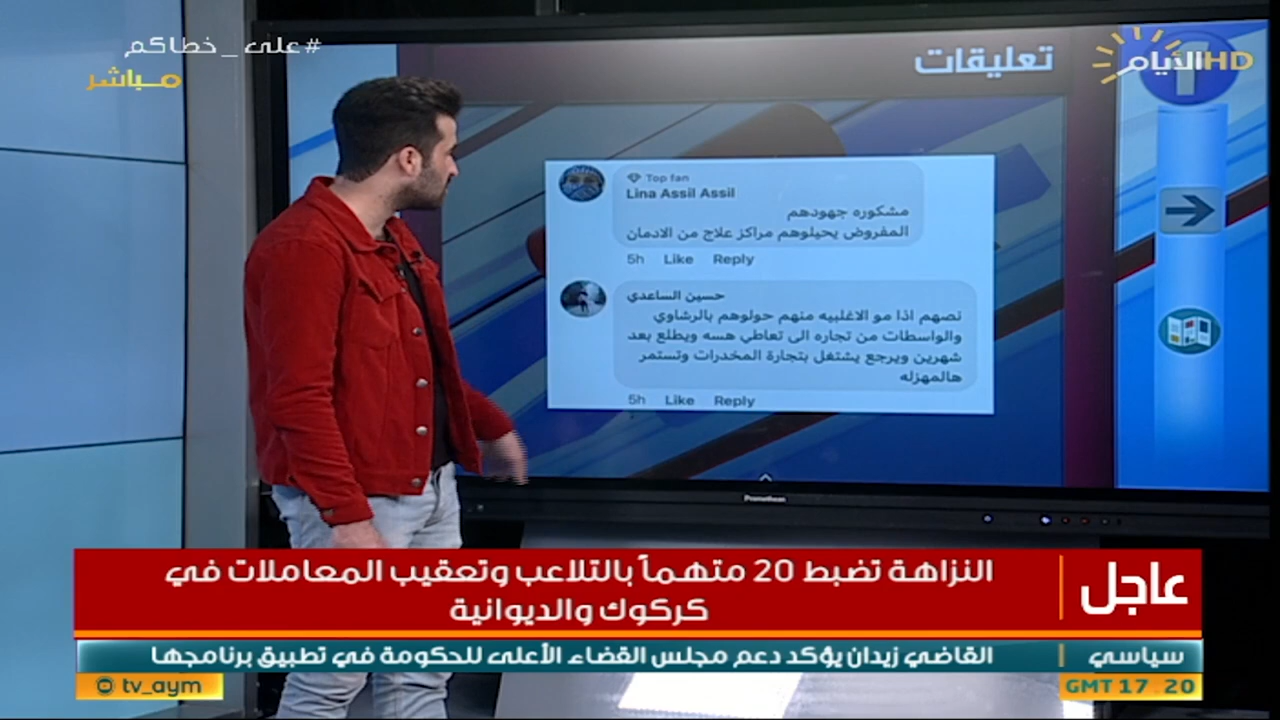 #على_خطاكم
مباشر
تعليقات
الأيام HD
Top fan
Lina Assil Assil
مشكوره جهودهم
المفروض يحيلوهم مراكز علاج من الادمان
5h Like Reply
حسين الساعدي
نصهم اذا مو الاغلبيه منهم حولوهم بالرشاوي
والواسطات من تجاره الى تعاطي هسه ويطلع بعد
شهرين ويرجع يشتغل بتجارة المخدرات وتستمر
هالمهزله
5h Like Reply
Promethean
عاجل
النزاهة تضبط 20 متهماً بالتلاعب وتعقيب المعاملات في
كركوك والديوانية
سياسي
القاضي زيدان يؤكد دعم مجلس القضاء الأعلى للحكومة في تطبيق برنامجها
tv_aym
GMT 17.20